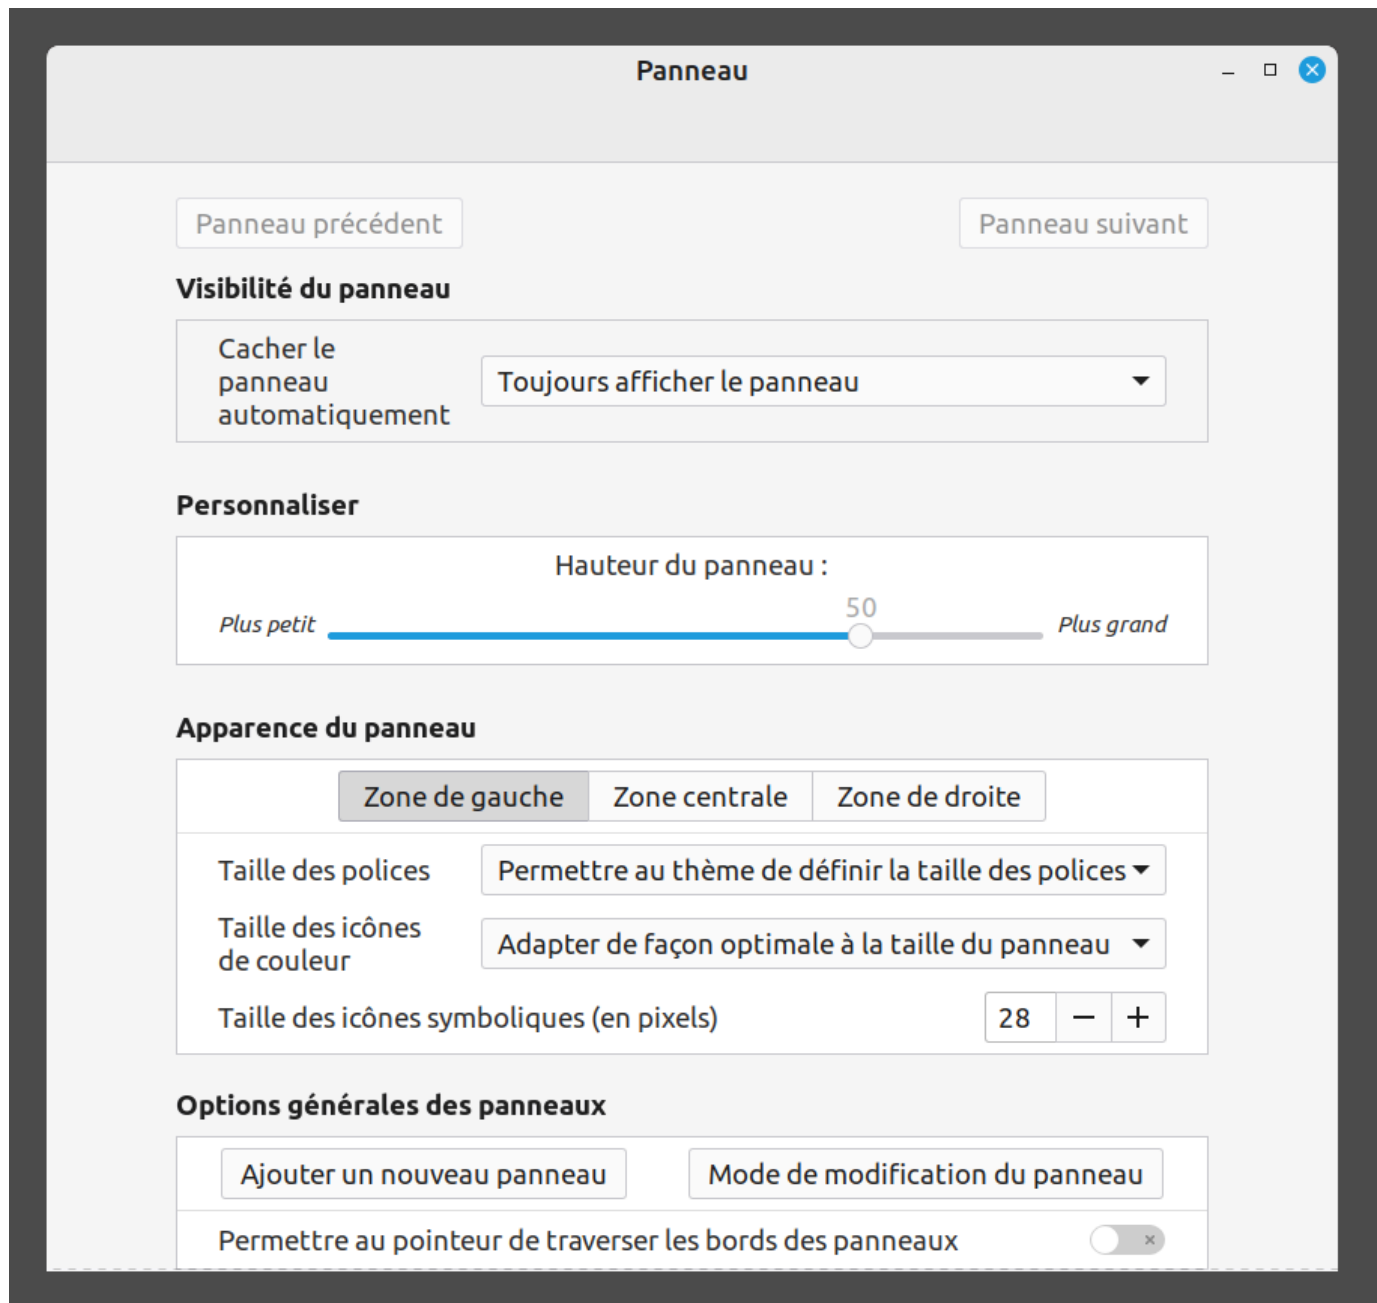 Panneau
Panneau précédent
Panneau suivant
Visibilité du panneau
Cacher le
panneau
automatiquement
Toujours afficher le panneau
Personnaliser
Hauteur du panneau :
50
Plus petit
Plus grand
Apparence du panneau
Zone de gauche
Zone centrale
Zone de droite
Taille des polices
Permettre au thème de définir la taille des polices
Taille des icônes
de couleur
Adapter de façon optimale à la taille du panneau
Taille des icônes symboliques (en pixels)
28
Options générales des panneaux
Ajouter un nouveau panneau
Mode de modification du panneau
Permettre au pointeur de traverser les bords des panneaux